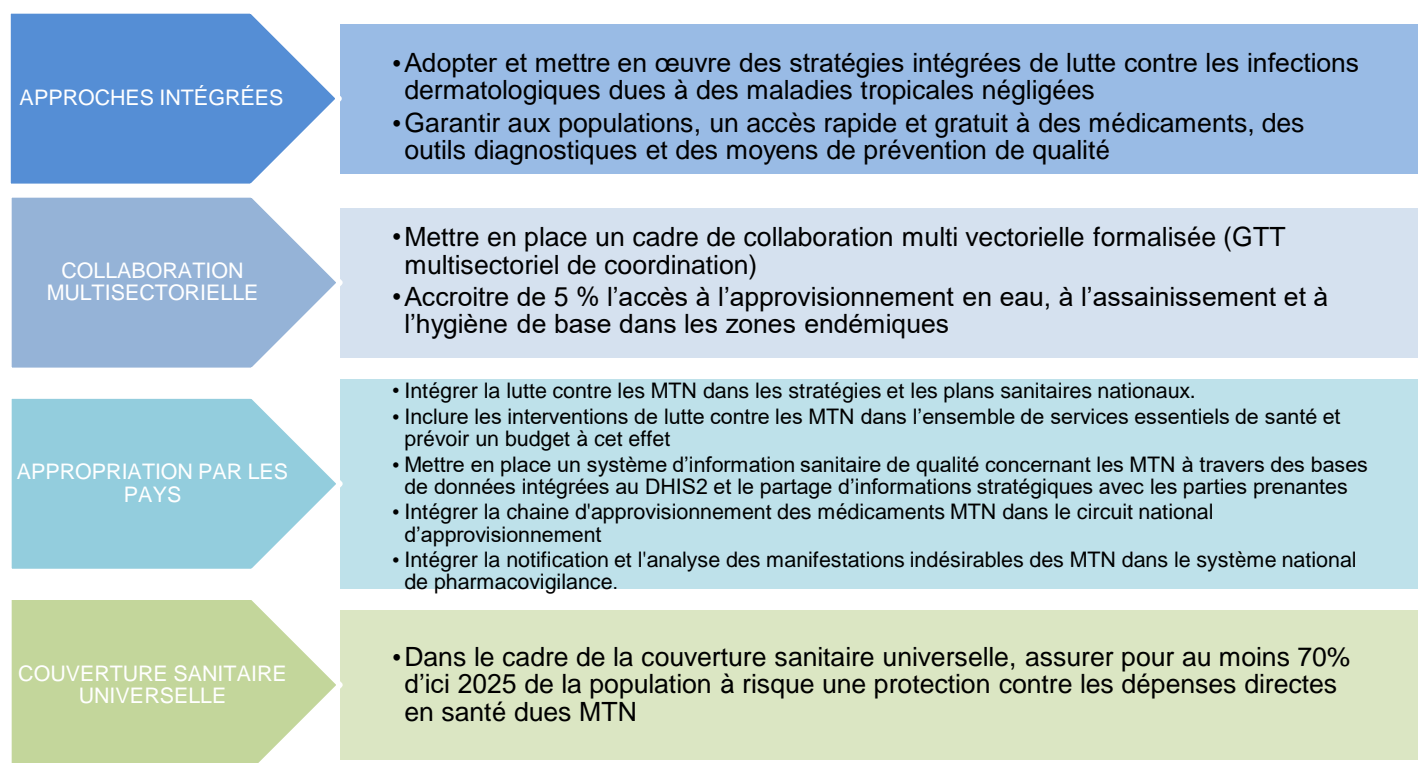 APPROCHES INTÉGRÉES
•Adopter et mettre en œuvre des stratégies intégrées de lutte contre les infections
dermatologiques dues à des maladies tropicales négligées
•Garantir aux populations, un accès rapide et gratuit à des médicaments, des
outils diagnostiques et des moyens de prévention de qualité
COLLABORATION
MULTISECTORIELLE
•Mettre en place un cadre de collaboration multi vectorielle formalisée (GTT
multisectoriel de coordination)
•Accroitre de 5 % l’accès à l’approvisionnement en eau, à l’assainissement et à
l’hygiène de base dans les zones endémiques
APPROPRIATION PAR LES
PAYS
• Intégrer la lutte contre les MTN dans les stratégies et les plans sanitaires nationaux.
• Inclure les interventions de lutte contre les MTN dans l’ensemble de services essentiels de santé et
prévoir un budget à cet effet
• Mettre en place un système d’information sanitaire de qualité concernant les MTN à travers des bases
de données intégrées au DHIS2 et le partage d’informations stratégiques avec les parties prenantes
• Intégrer la chaine d'approvisionnement des médicaments MTN dans le circuit national
d’approvisionnement
• Intégrer la notification et l'analyse des manifestations indésirables des MTN dans le système national
de pharmacovigilance.
COUVERTURE SANITAIRE
UNIVERSELLE
•Dans le cadre de la couverture sanitaire universelle, assurer pour au moins 70%
d’ici 2025 de la population à risque une protection contre les dépenses directes
en santé dues MTN